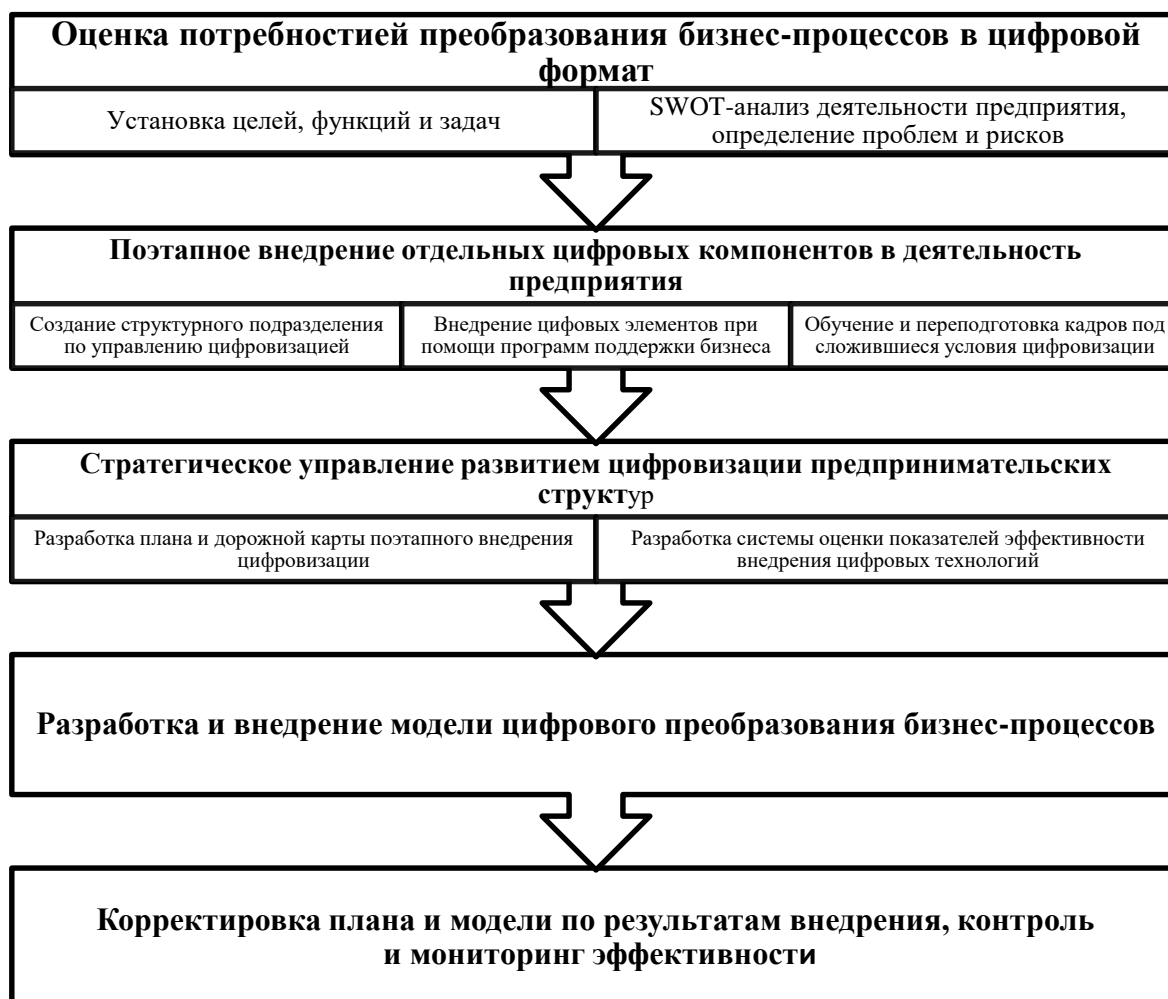 Оценка потребностией преобразования бизнес-процессов в цифровой
формат
Установка целей, функций и задач
SWOT-анализ деятельности предприятия,
определение проблем и рисков
Поэтапное внедрение отдельных цифровых компонентов в деятельность
предприятия
Создание структурного подразделения
по управлению цифровизацией
Внедрение цифовых элементов при
помощи программ поддержки бизнеса
Обучение и переподготовка кадров под
сложившиеся условия цифровизации
Стратегическое управление развитием цифровизации предпринимательских
структур
Разработка плана и дорожной карты поэтапного внедрения
цифровизации
Разработка системы оценки показателей эффективности
внедрения цифровых технологий
Разработка и внедрение модели цифрового преобразования бизнес-процессов
Корректировка плана и модели по результатам внедрения, контроль
и мониторинг эффективности